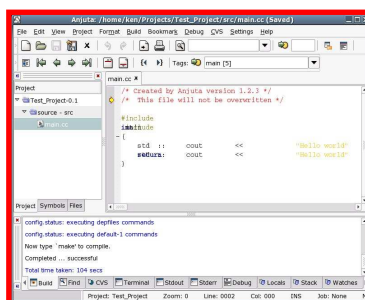 Anjuta: /home/ken/Projects/Test_Project/src/main.cc (Saved)
File Edit View Project Format Build Bookmark Debug CVS Settings Help
Tags: main [5]
main.cc
Project
Test_Project-0.1
source - src
main.cc
/* Created by Anjuta version 1.2.3 */
/* This file will not be overwritten */
#include
{
std :: cout << "Hello world"
cout << "Hello world"
}
Project Symbols Files
config.status: executing depfiles commands
config.status: executing default-1 commands
Now type `make' to compile.
Completed ... successful
Total time taken: 104 secs
Build Find CVS Terminal Stdout Stderr Debug Locals Stack Watches
Project: Test_Project Zoom: 0 Line: 0002 Col: 000 INS Job: None